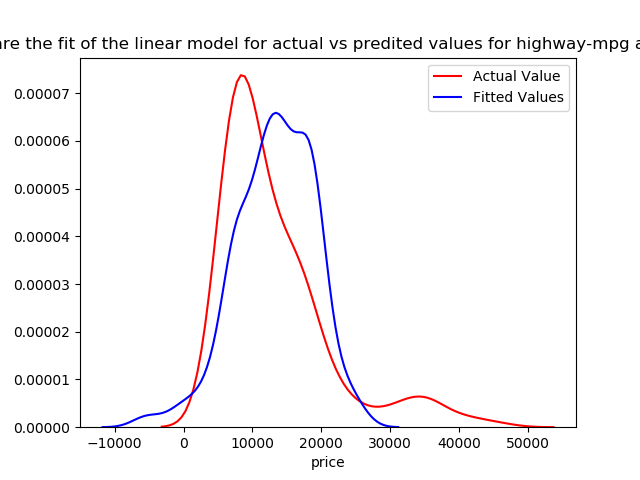 are the fit of the linear model for actual vs predited values for highway-mpg a
Actual Value
Fitted Values
0.00007
0.00006
0.00005
0.00004
0.00003
0.00002
0.00001
0.00000
−10000 0 10000 20000 30000 40000 50000
price